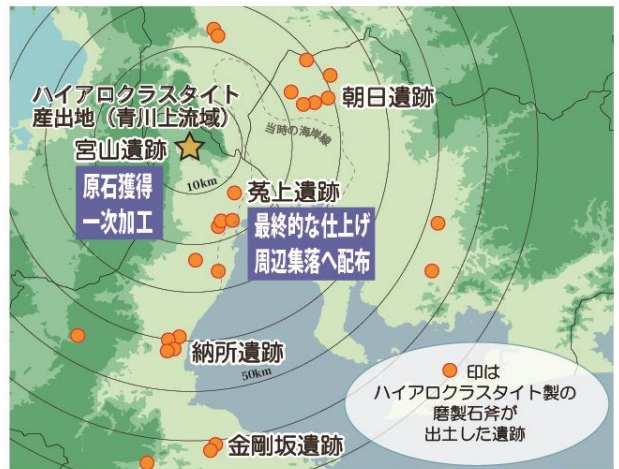 ハイアロクラスタイト
産出地（青川上流域）
宮山遺跡
原石獲得
一次加工
10km
朝日遺跡
当時の海岸線
菟上遺跡
最終的な仕上げ
周辺集落へ配布
納所遺跡
50km
金剛坂遺跡
印は
ハイアロクラスタイト製の
磨製石斧が
出土した遺跡